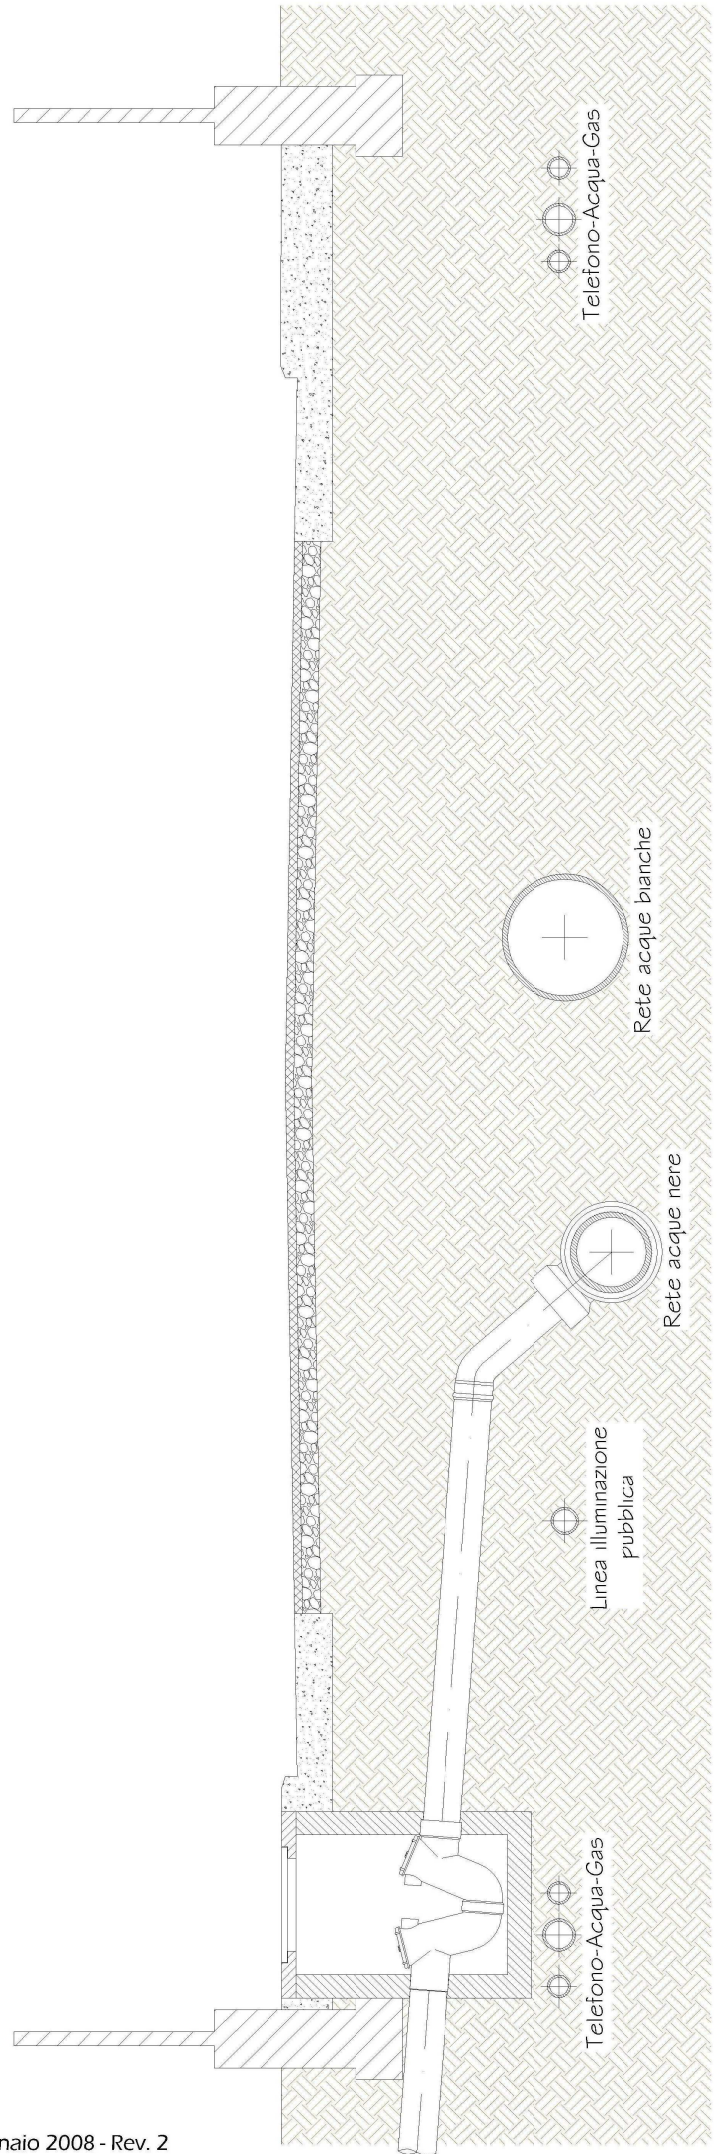 Telefono-Acqua-Gas
Linea illuminazione
pubblica
Rete acque nere
Rete acque bianche
Telefono-Acqua-Gas
naio 2008 - Rev. 2